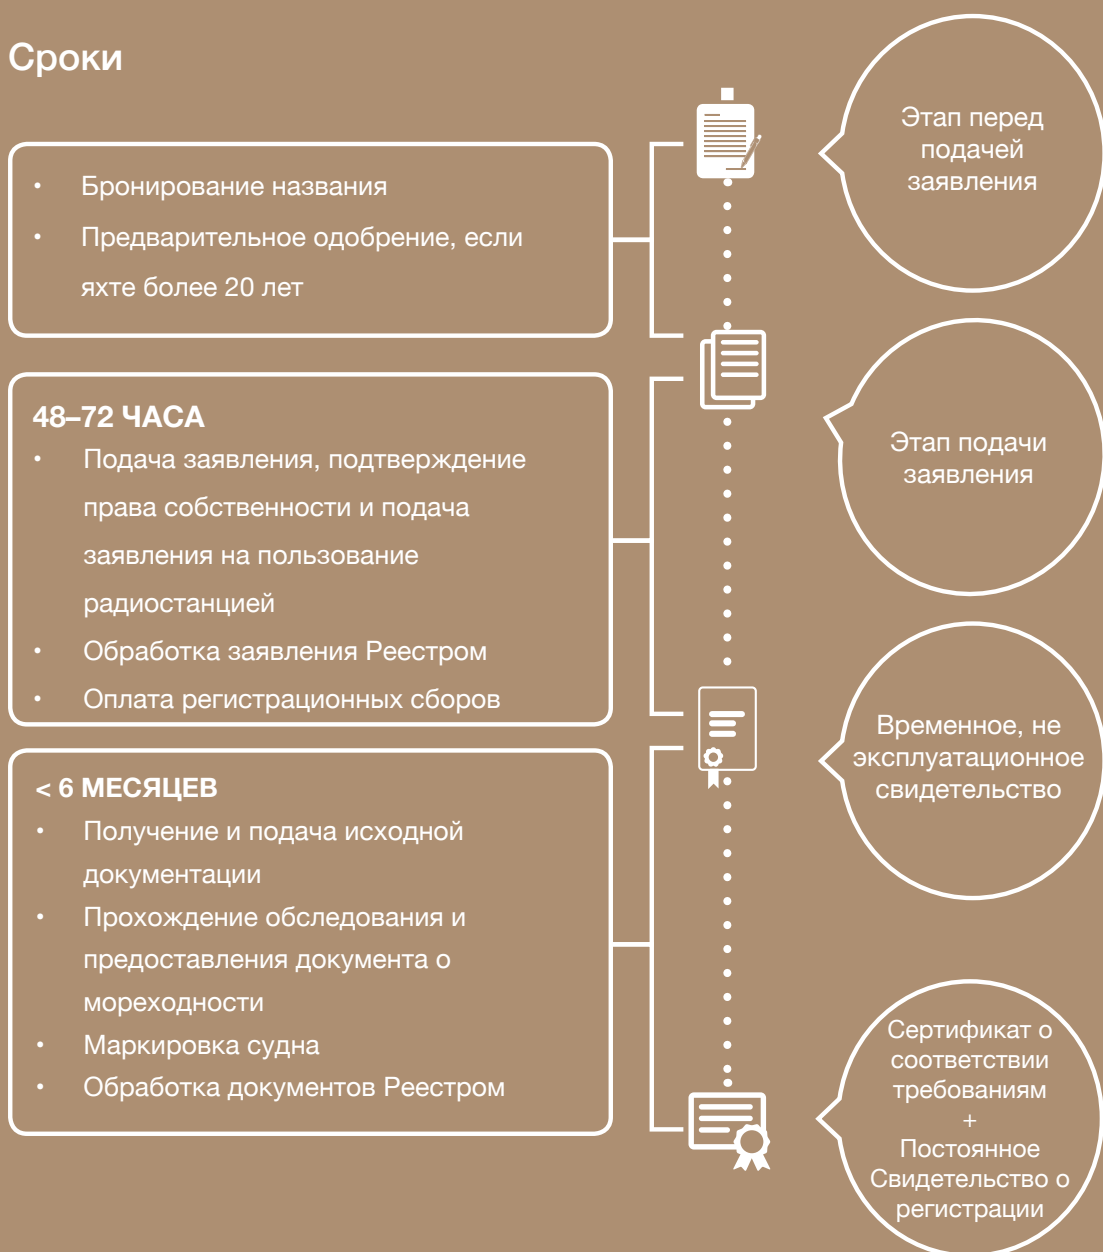 Сроки
• Бронирование названия
• Предварительное одобрение, если
яхте более 20 лет
Этап перед
подачей
заявления
48–72 ЧАСА
• Подача заявления, подтверждение
права собственности и подача
заявления на пользование
радиостанцией
• Обработка заявления Реестром
• Оплата регистрационных сборов
Этап подачи
заявления
Временное, не
эксплуатационное
свидетельство
< 6 МЕСЯЦЕВ
• Получение и подача исходной
документации
• Прохождение обследования и
предоставления документа о
мореходности
• Маркировка судна
• Обработка документов Реестром
Сертификат о
соответствии
требованиям
+
Постоянное
Свидетельство о
регистрации